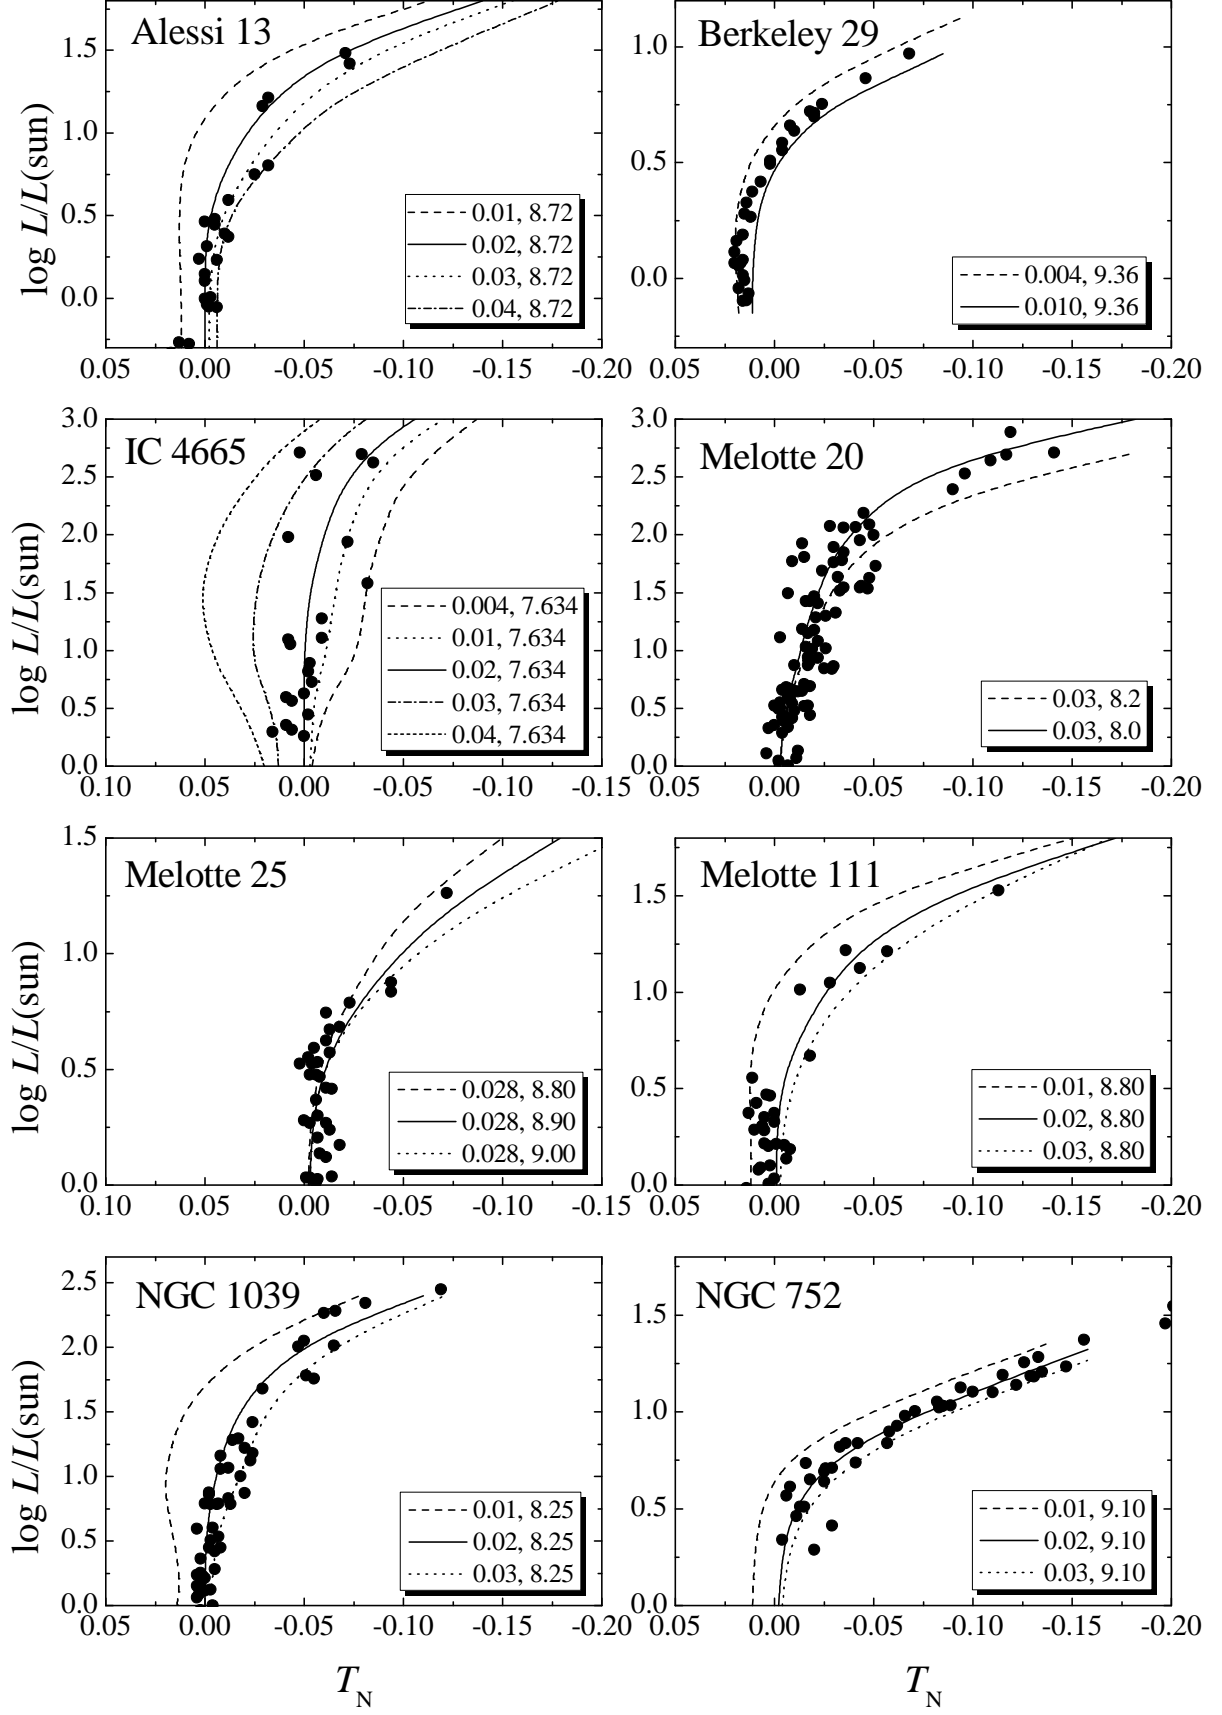 Alessi 13
1.5
1.0
0.5
0.0
log L/L(sun)
0.01, 8.72
0.02, 8.72
0.03, 8.72
0.04, 8.72
0.05 0.00 -0.05 -0.10 -0.15 -0.20
Berkeley 29
1.0
0.5
0.0
0.004, 9.36
0.010, 9.36
0.05 0.00 -0.05 -0.10 -0.15 -0.20
IC 4665
3.0
2.5
2.0
1.5
1.0
0.5
0.0
log L/L(sun)
0.004, 7.634
0.01, 7.634
0.02, 7.634
0.03, 7.634
0.04, 7.634
0.10 0.05 0.00 -0.05 -0.10 -0.15
Melotte 20
3.0
2.5
2.0
1.5
1.0
0.5
0.0
0.03, 8.2
0.03, 8.0
0.05 0.00 -0.05 -0.10 -0.15 -0.20
Melotte 25
1.5
1.0
0.5
0.0
log L/L(sun)
0.028, 8.80
0.028, 8.90
0.028, 9.00
0.10 0.05 0.00 -0.05 -0.10 -0.15
Melotte 111
1.5
1.0
0.5
0.0
0.01, 8.80
0.02, 8.80
0.03, 8.80
0.05 0.00 -0.05 -0.10 -0.15 -0.20
NGC 1039
2.5
2.0
1.5
1.0
0.5
0.0
log L/L(sun)
0.01, 8.25
0.02, 8.25
0.03, 8.25
0.05 0.00 -0.05 -0.10 -0.15 -0.20
T_N
NGC 752
1.5
1.0
0.5
0.0
0.01, 9.10
0.02, 9.10
0.03, 9.10
0.05 0.00 -0.05 -0.10 -0.15 -0.20
T_N